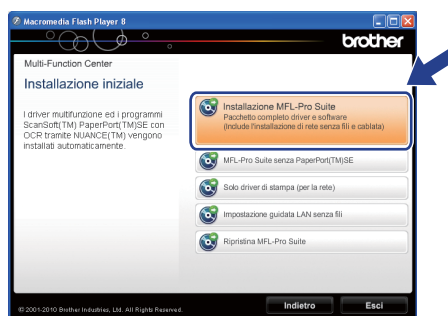 Macromedia Flash Player 8
brother
Multi-Function Center
Installazione iniziale
I driver multifunzione ed i programmi
ScanSoft(TM) PaperPort(TM)SE con
OCR tramite NUANCE(TM) vengono
installati automaticamente.
Installazione MFL-Pro Suite
Pacchetto completo driver e software
(Include l'installazione di rete senza fili e cablata)
MFL-Pro Suite senza PaperPort(TM)SE
Solo driver di stampa (per la rete)
Impostazione guidata LAN senza fili
Ripristina MFL-Pro Suite
© 2001-2010 Brother Industries, Ltd. All Rights Reserved.
Indietro
Esci